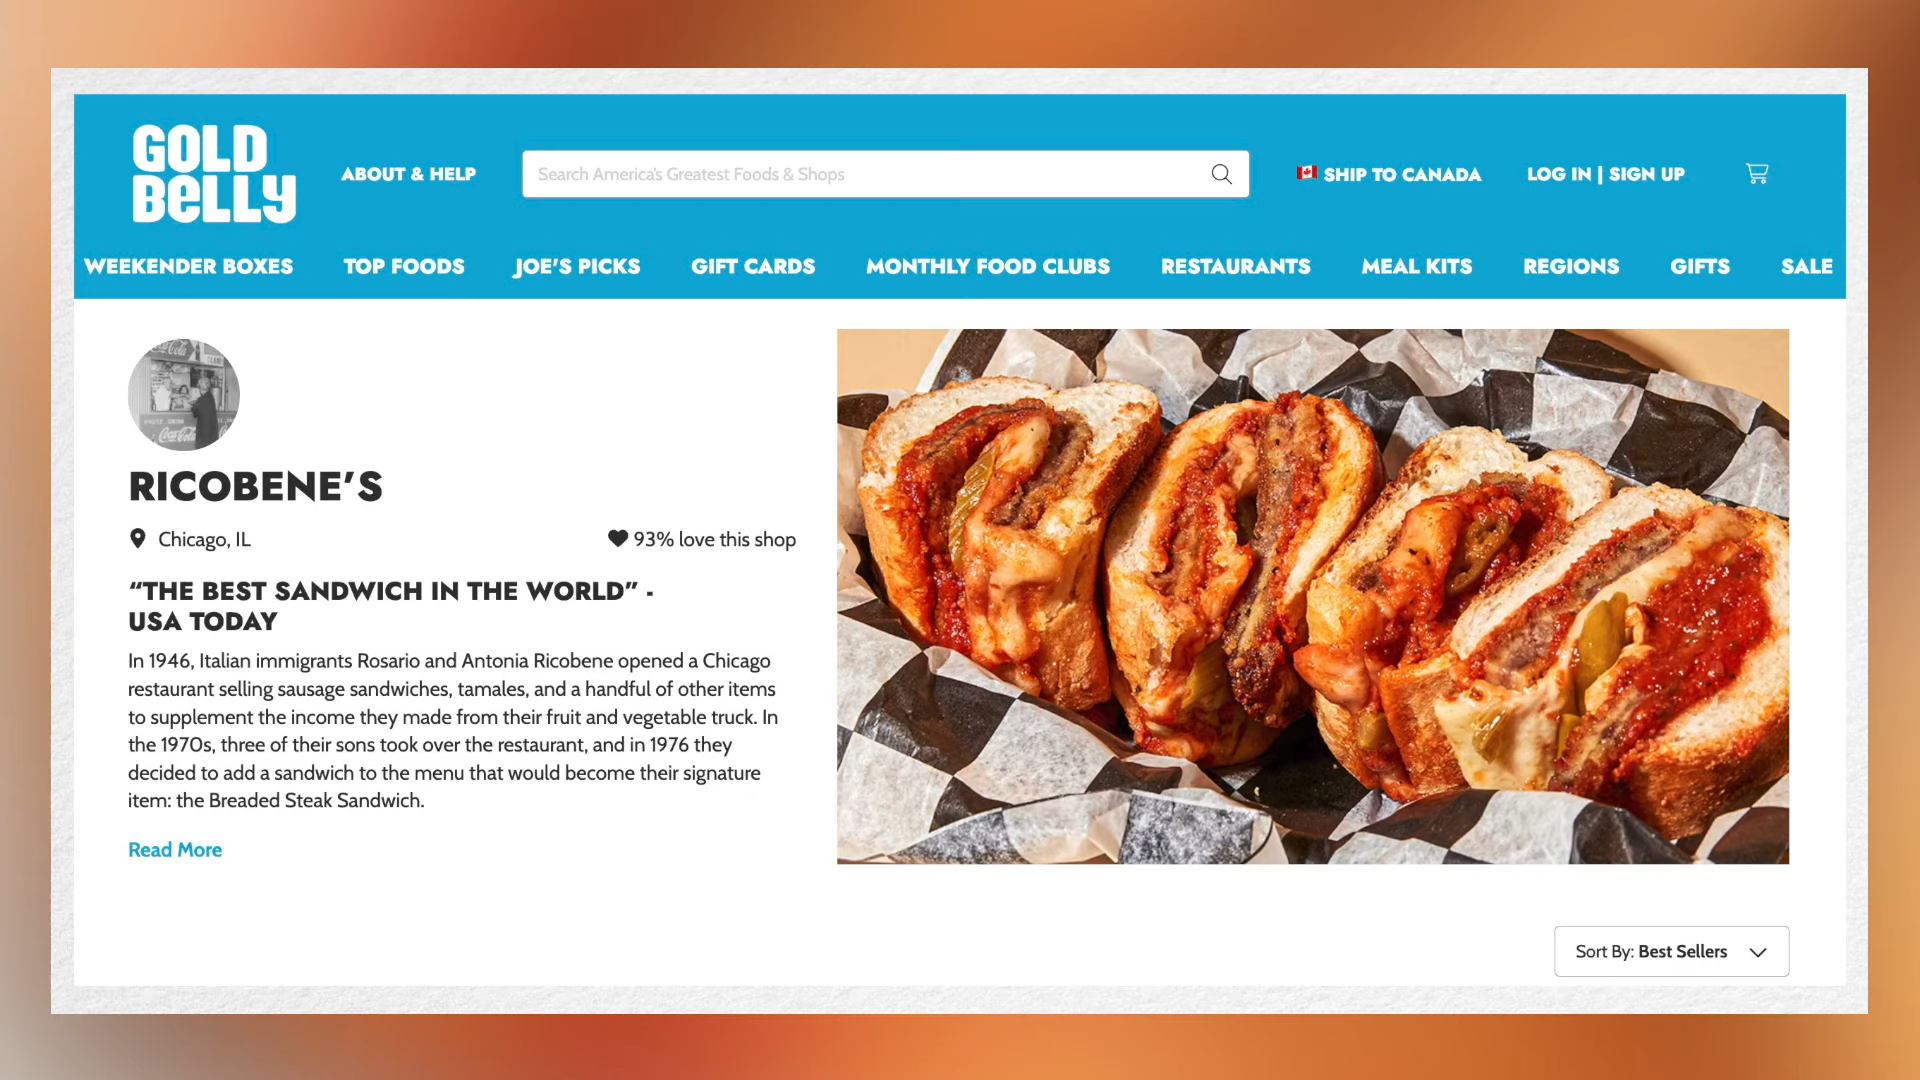 GOLD
BELLY
ABOUT & HELP
Search America's Greatest Foods & Shops
SHIP TO CANADA
LOG IN | SIGN UP
WEEKENDER BOXES
TOP FOODS
JOE'S PICKS
GIFT CARDS
MONTHLY FOOD CLUBS
RESTAURANTS
MEAL KITS
REGIONS
GIFTS
SALE
Coca-Cola
Coca-Cola
RICOBENE'S
Chicago, IL
93% love this shop
“THE BEST SANDWICH IN THE WORLD” -
USA TODAY
In 1946, Italian immigrants Rosario and Antonia Ricobene opened a Chicago
restaurant selling sausage sandwiches, tamales, and a handful of other items
to supplement the income they made from their fruit and vegetable truck. In
the 1970s, three of their sons took over the restaurant, and in 1976 they
decided to add a sandwich to the menu that would become their signature
item: the Breaded Steak Sandwich.
Read More
Sort By: Best Sellers